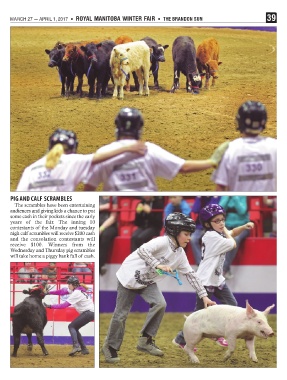 MARCH 27 — APRIL 1, 2017 • ROYAL MANITOBA WINTER FAIR • THE BRANDON SUN 39
PIG AND CALF SCRAMBLES
The scrambles have been entertaining
audiences and giving kids a chance to put
some cash in their pockets since the early
years of the fair. The
contestants of the Monday and Tuesday
night calf scrambles will receive $200 cash
and the consolation contestants will
receive $100. Winners from the
Wednesday and Thursday pig scrambles
will take home a piggy bank full of cash.